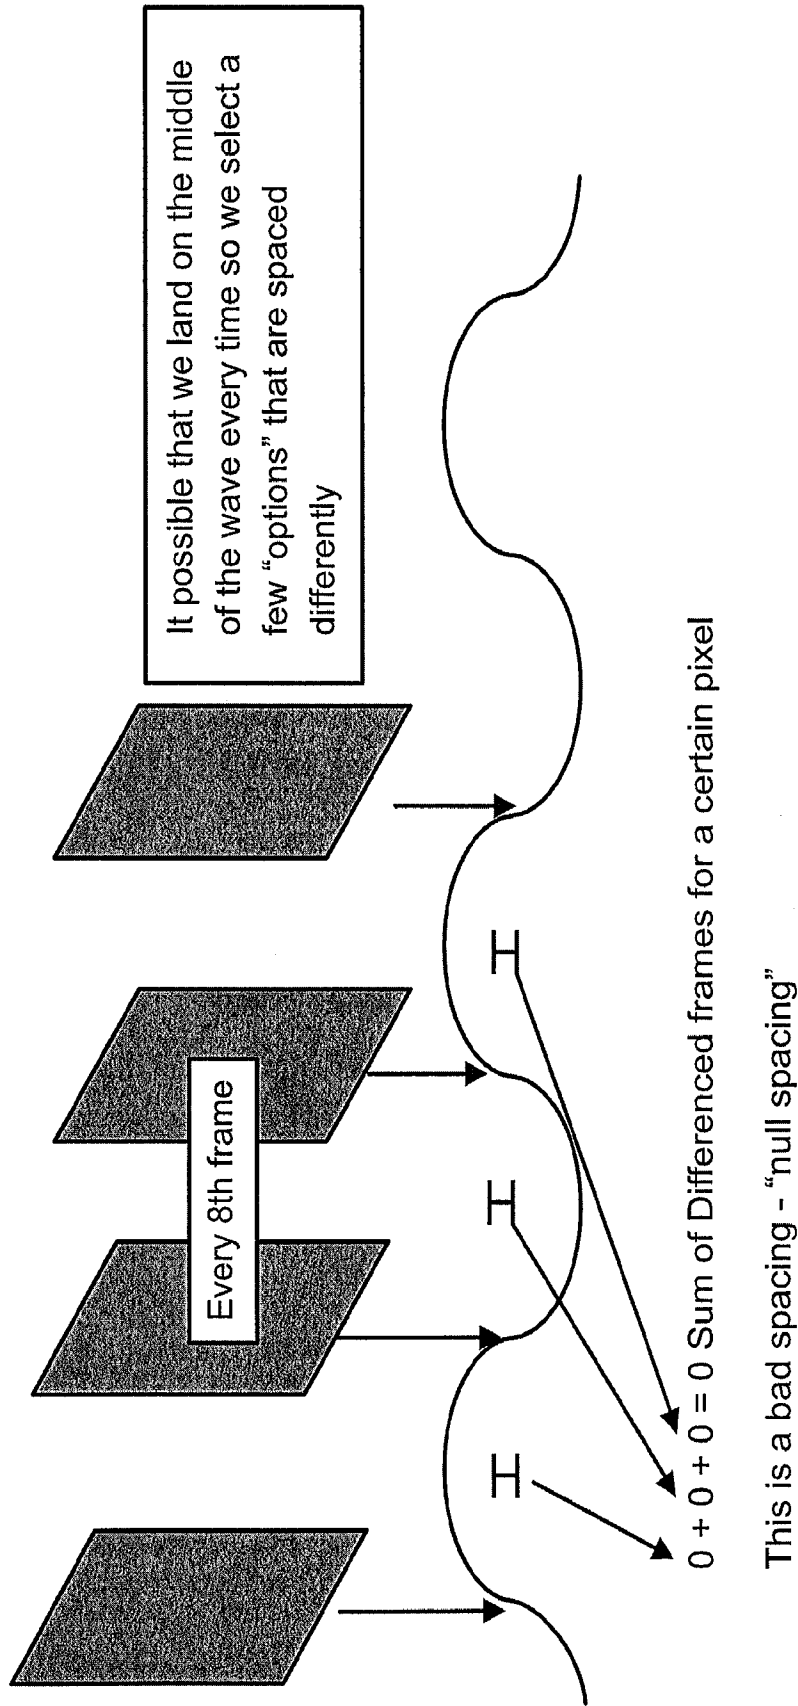 It possible that we land on the middle
of the wave every time so we select a
few “options” that are spaced
differently
Every 8th frame
H
H
H
0 + 0 + 0 = 0 Sum of Differenced frames for a certain pixel
This is a bad spacing - “null spacing”